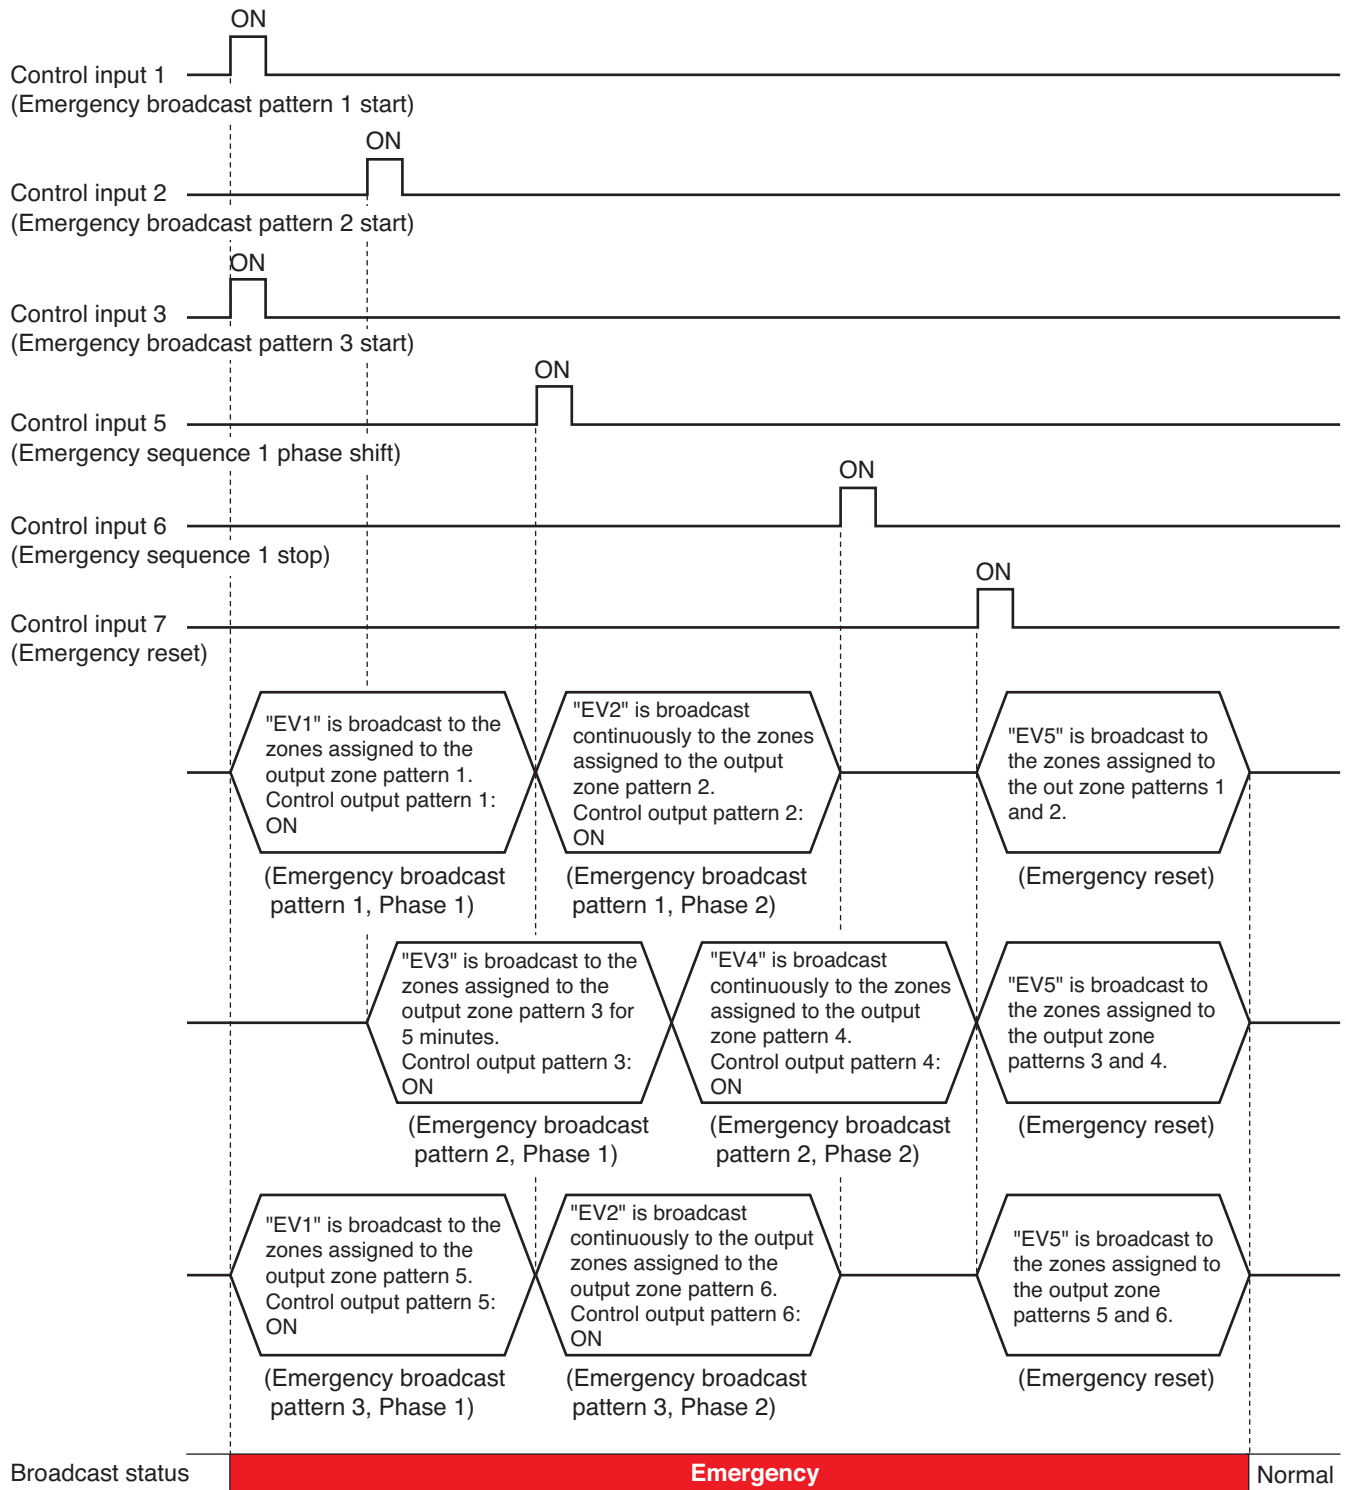 ON
Control input 1
(Emergency broadcast pattern 1 start)
ON
Control input 2
(Emergency broadcast pattern 2 start)
ON
Control input 3
(Emergency broadcast pattern 3 start)
ON
Control input 5
(Emergency sequence 1 phase shift)
ON
Control input 6
(Emergency sequence 1 stop)
ON
Control input 7
(Emergency reset)
"EV1" is broadcast to the
zones assigned to the
output zone pattern 1.
Control output pattern 1:
ON
(Emergency broadcast
pattern 1, Phase 1)
"EV2" is broadcast
continuously to the zones
assigned to the output
zone pattern 2.
Control output pattern 2:
ON
(Emergency broadcast
pattern 1, Phase 2)
"EV5" is broadcast to
the zones assigned to
the out zone patterns 1
and 2.
(Emergency reset)
"EV3" is broadcast to the
zones assigned to the
output zone pattern 3 for
5 minutes.
Control output pattern 3:
ON
(Emergency broadcast
pattern 2, Phase 1)
"EV4" is broadcast
continuously to the zones
assigned to the output
zone pattern 4.
Control output pattern 4:
ON
(Emergency broadcast
pattern 2, Phase 2)
"EV5" is broadcast to
the zones assigned to
the output zone
patterns 3 and 4.
(Emergency reset)
"EV1" is broadcast to the
zones assigned to the
output zone pattern 5.
Control output pattern 5:
ON
(Emergency broadcast
pattern 3, Phase 1)
"EV2" is broadcast
continuously to the output
zones assigned to the
output zone pattern 6.
Control output pattern 6:
ON
(Emergency broadcast
pattern 3, Phase 2)
"EV5" is broadcast to
the zones assigned to
the output zone
patterns 5 and 6.
(Emergency reset)
Broadcast status
Emergency
Normal